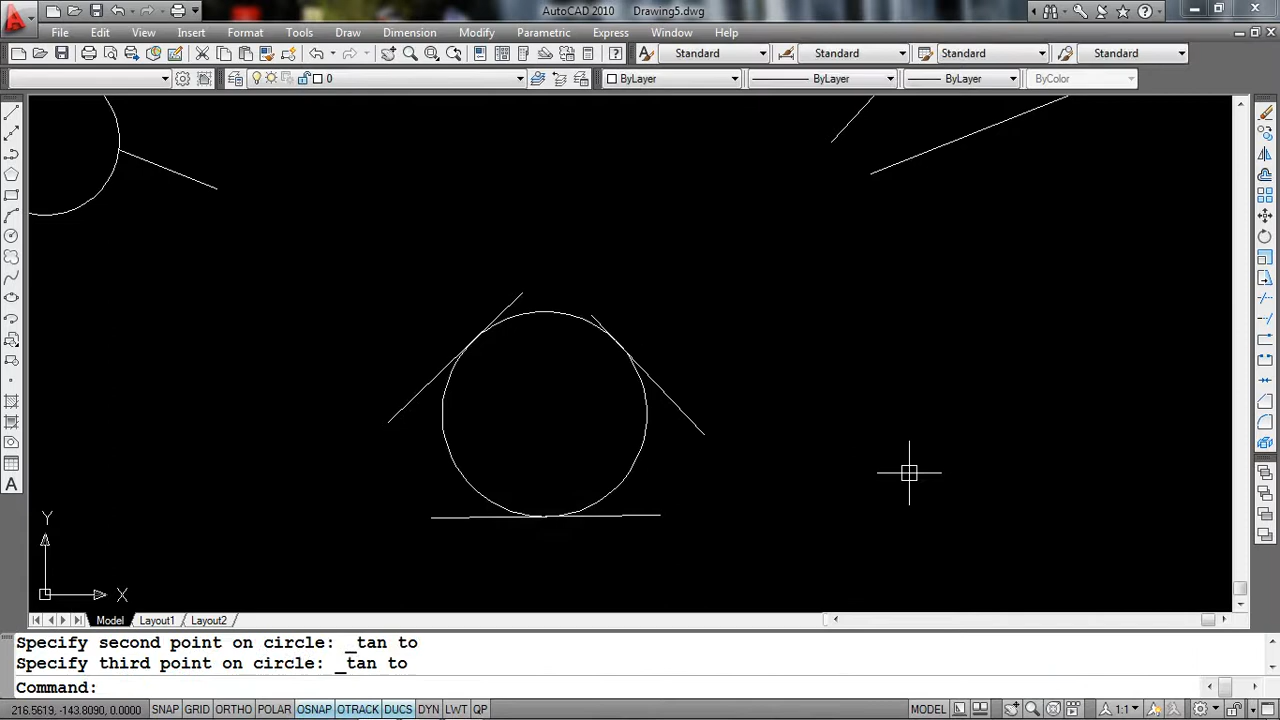 AutoCAD 2010 Drawing5.dwg
File Edit View Insert Format Tools Draw Dimension Modify Parametric Express Window Help
Standard Standard Standard Standard
0 ByLayer ByLayer ByLayer ByColor
Y
X
Model Layout1 Layout2
Specify second point on circle: _tan to
Specify third point on circle: _tan to
Command:
216.5619, -143.8090, 0.0000 SNAP GRID ORTHO POLAR OSNAP OTRACK DUCS DYN LWT QP MODEL 1:1